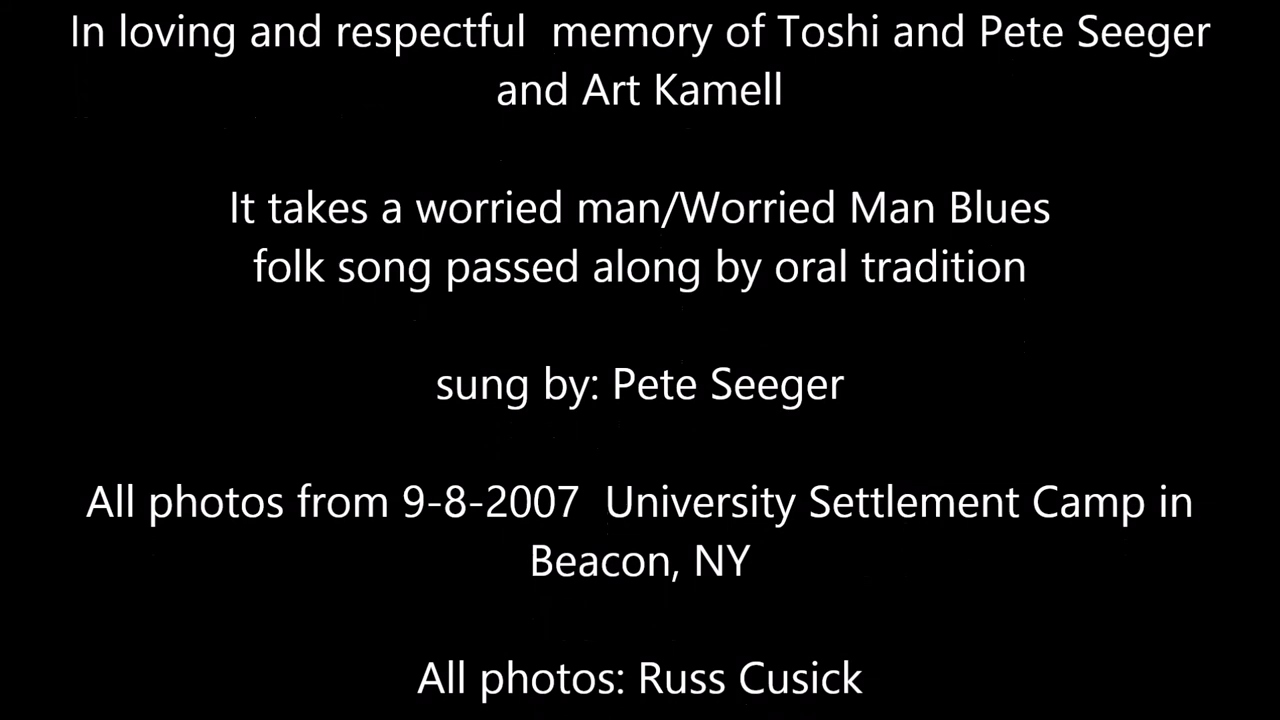 In loving and respectful  memory of Toshi and Pete Seeger
and Art Kamell
It takes a worried man/Worried Man Blues
folk song passed along by oral tradition
sung by: Pete Seeger
All photos from 9-8-2007  University Settlement Camp in
Beacon, NY
All photos: Russ Cusick